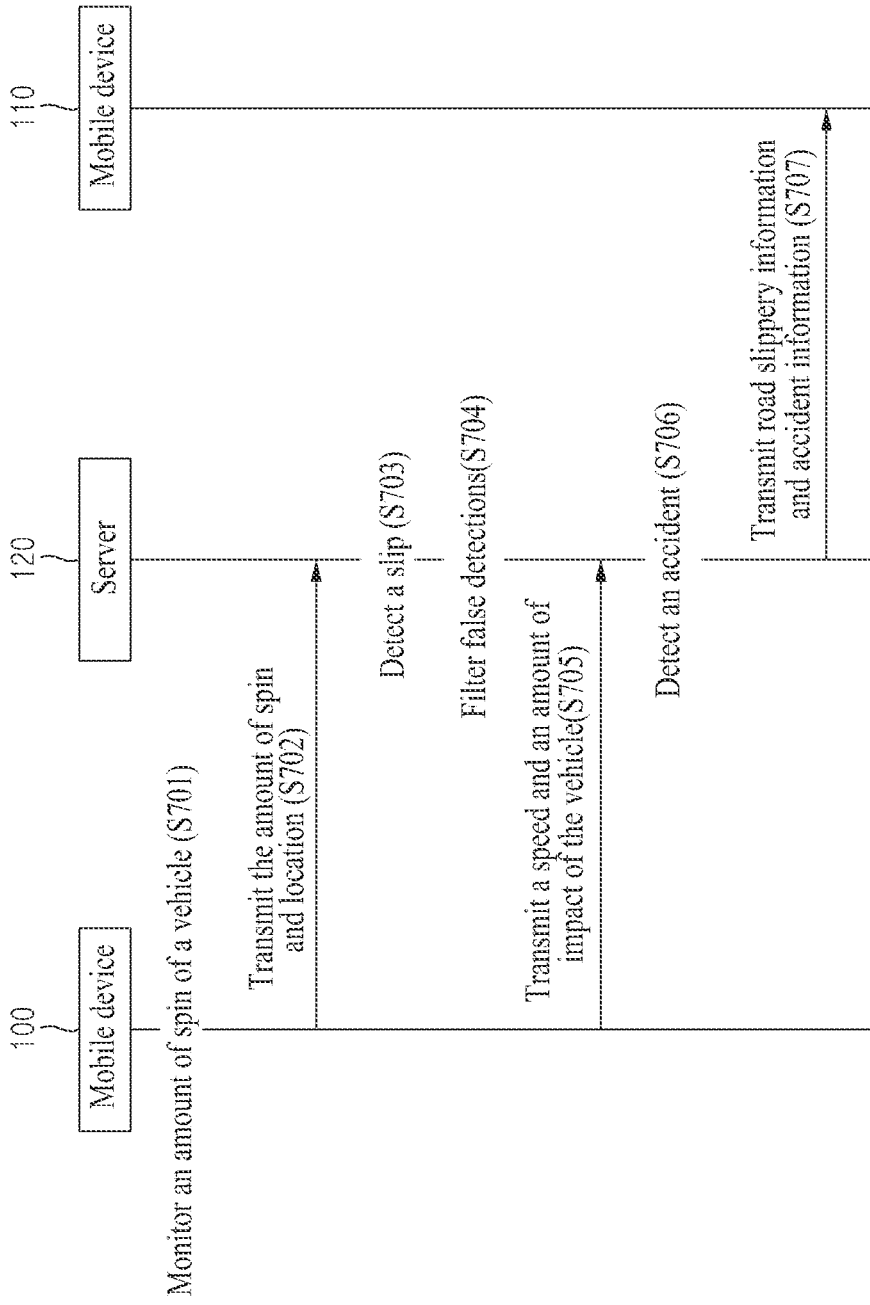 100
120
110
Mobile device
Server
Mobile device
Monitor an amount of spin of a vehicle (S701)
Transmit the amount of spin
and location (S702)
Detect a slip (S703)
Filter false detections(S704)
Transmit a speed and an amount of
impact of the vehicle(S705)
Detect an accident (S706)
Transmit road slippery information
and accident information (S707)